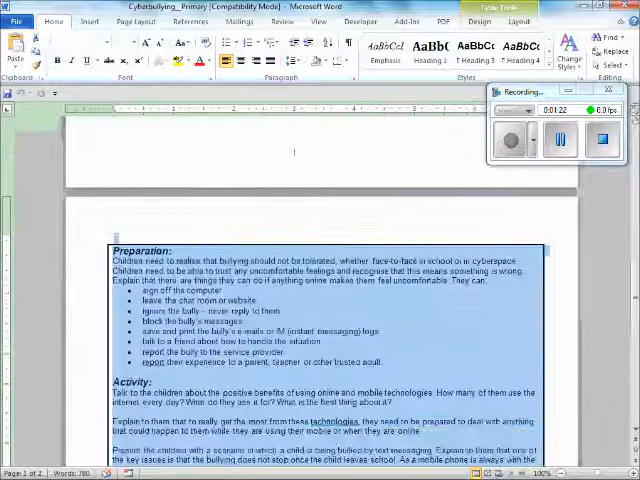 Cyberbullying_ Primary [Compatibility Mode] - Microsoft Word
Table Tools
Home Insert Page Layout References Mailings Review View Developer Add-Ins PDF Design Layout
Paste
AaBbCcI AaBbC AaBbCc AaBbCc
Emphasis Heading 1 ¶ Heading 3 ¶ Heading 4
Change Styles
Find
Replace
Select
Clipboard Font Paragraph Styles Editing
Recording...
0:01:22 6.0 fps
Preparation:
Children need to realise that bullying should not be tolerated, whether face-to-face in school or in cyberspace.
Children need to be able to trust any uncomfortable feelings and recognise that this means something is wrong.
Explain that there are things they can do if anything online makes them feel uncomfortable. They can:
• sign off the computer
• leave the chat room or website
• ignore the bully – never reply to them
• block the bully's messages
• save and print the bully's e-mails or IM (instant messaging) logs
• talk to a friend about how to handle the situation
• report the bully to the service provider
• report their experience to a parent, teacher or other trusted adult.
Activity:
Talk to the children about the positive benefits of using online and mobile technologies. How many of them use the
internet every day? What do they use it for? What is the best thing about it?
Explain to them that to really get the most from these technologies, they need to be prepared to deal with anything
that could happen to them while they are using their mobile or when they are online.
Present the children with a scenario in which a child is being bullied by text messaging. Explain to them that one of
the key issues is that the bullying does not stop once the child leaves school. As a mobile phone is always with the
Page: 1 of 2 Words: 780 100%